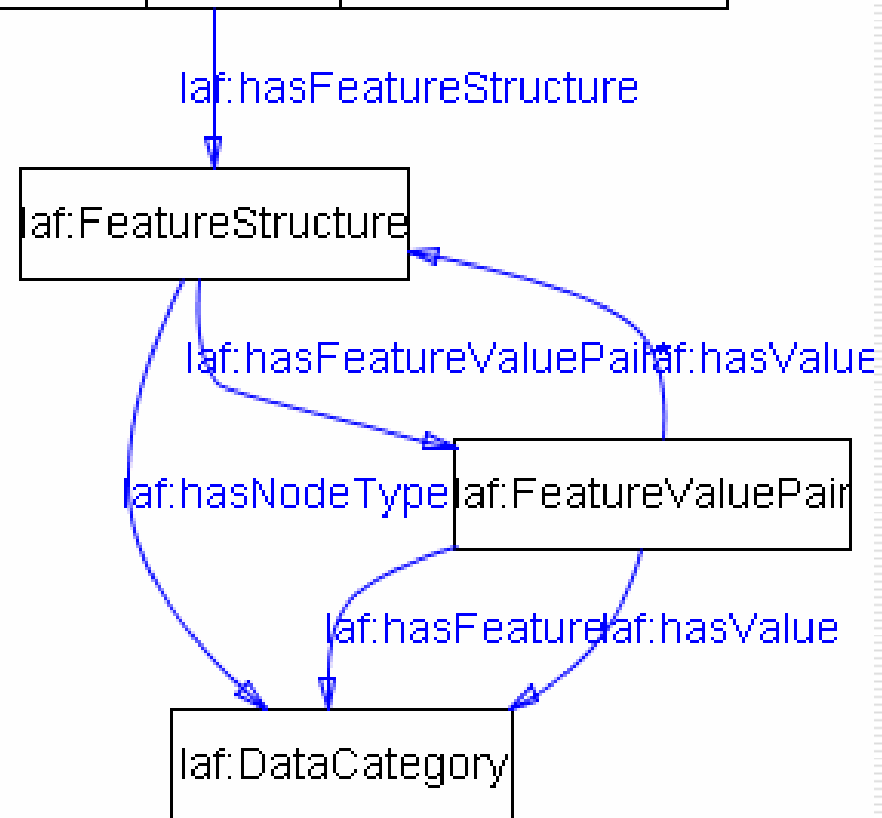 laf:hasFeatureStructure
laf:FeatureStructure
laf:hasFeatureValuePair laf:hasValue
laf:hasNodeType laf:FeatureValuePair
laf:hasFeature laf:hasValue
laf:DataCategory